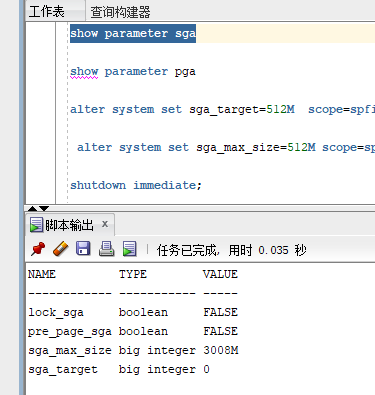 工作表 查询构建器
show parameter sga
show parameter pga
alter system set sga_target=512M scope=spfi
alter system set sga_max_size=512M scope=sp
shutdown immediate;
脚本输出 x
任务已完成, 用时 0.035 秒
NAME TYPE VALUE
------------ ----------- -----
lock_sga boolean FALSE
pre_page_sga boolean FALSE
sga_max_size big integer 3008M
sga_target big integer 0